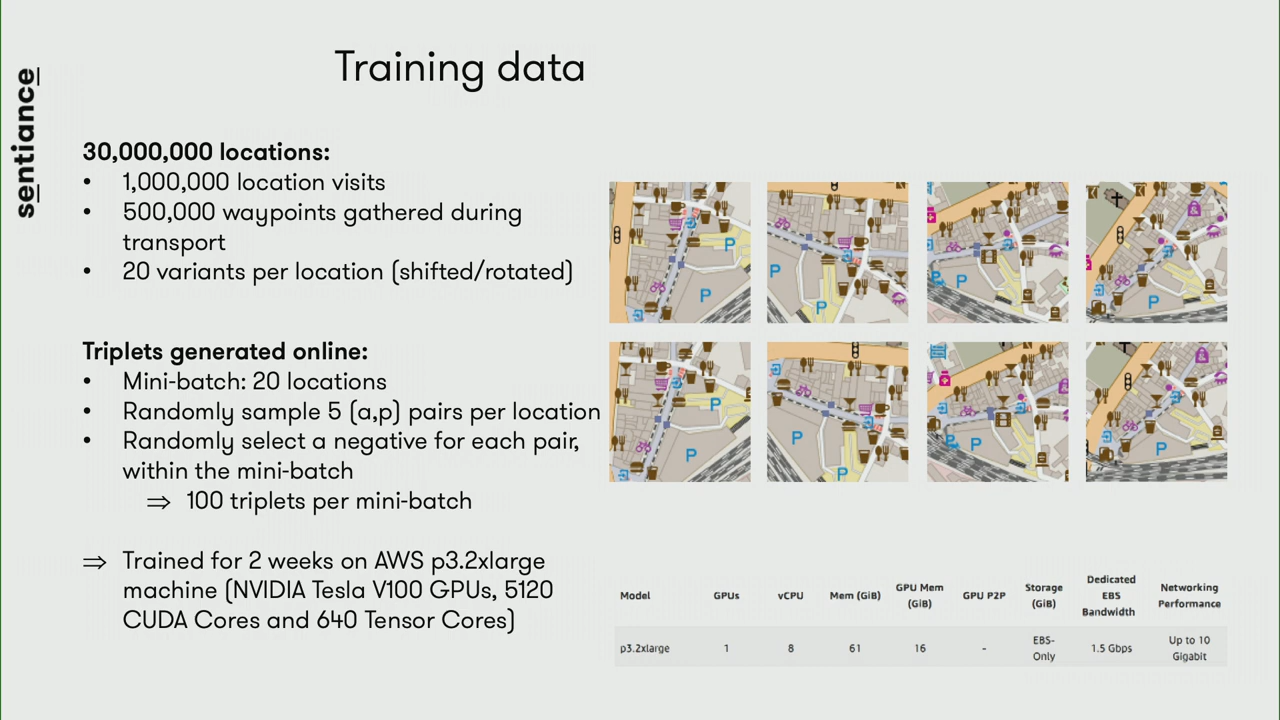 sentiance
Training data
30,000,000 locations:
• 1,000,000 location visits
• 500,000 waypoints gathered during
transport
• 20 variants per location (shifted/rotated)
Triplets generated online:
• Mini-batch: 20 locations
• Randomly sample 5 (a,p) pairs per location
• Randomly select a negative for each pair,
within the mini-batch
⇒ 100 triplets per mini-batch
⇒ Trained for 2 weeks on AWS p3.2xlarge
machine (NVIDIA Tesla V100 GPUs, 5120
CUDA Cores and 640 Tensor Cores)
P
P
P
P
P
P
P
P
P
P
P
P
P
Model GPUs vCPU Mem (GiB) GPU Mem (GiB) GPU P2P Storage (GiB) Dedicated EBS Bandwidth Networking Performance
p3.2xlarge 1 8 61 16 - EBS-Only 1.5 Gbps Up to 10 Gigabit